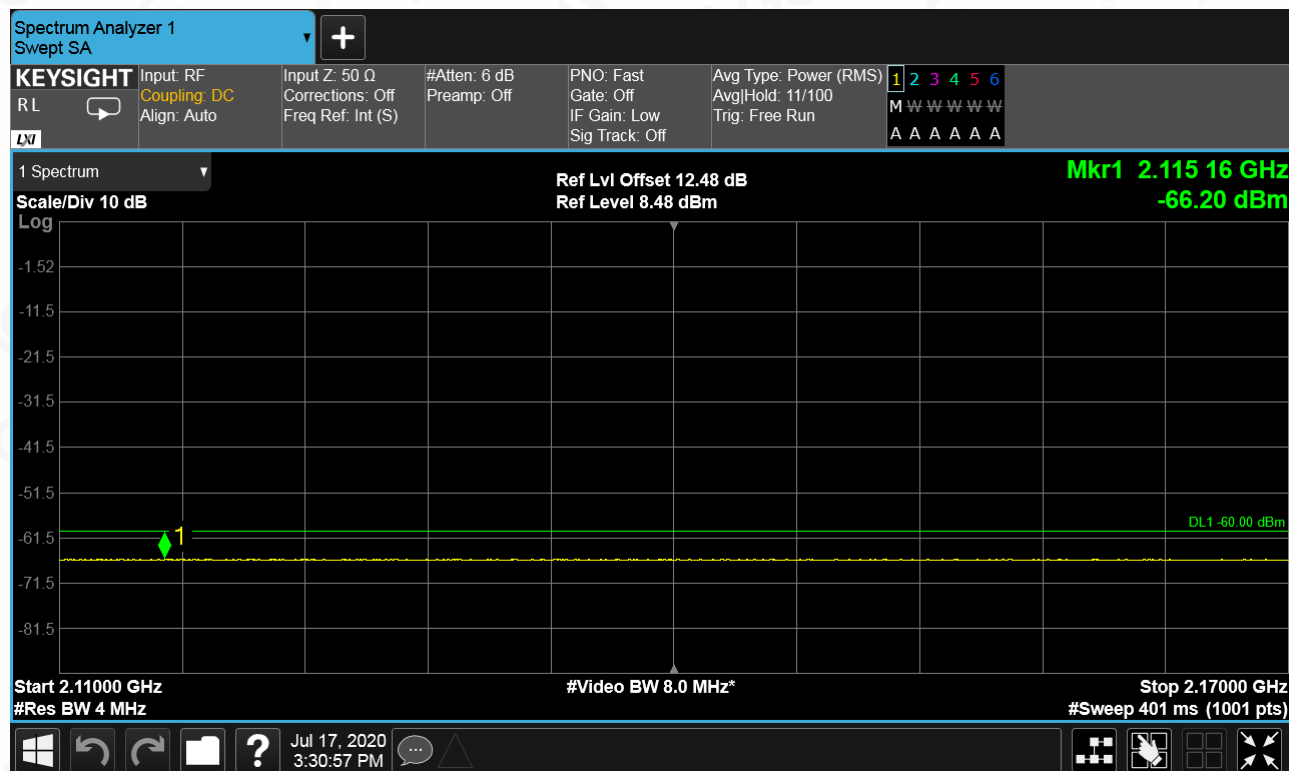 Spectrum Analyzer 1
Swept SA
KEYSIGHT
RL
LXI
Input: RF
Coupling: DC
Align: Auto
Input Z: 50 Ω
Corrections: Off
Freq Ref: Int (S)
#Atten: 6 dB
Preamp: Off
PNO: Fast
Gate: Off
IF Gain: Low
Sig Track: Off
Avg Type: Power (RMS)
Avg|Hold: 11/100
Trig: Free Run
1 2 3 4 5 6
M W W W W W
A A A A A A
1 Spectrum
Scale/Div 10 dB
Log
Ref Lvl Offset 12.48 dB
Ref Level 8.48 dBm
Mkr1 2.115 16 GHz
-66.20 dBm
-1.52
-11.5
-21.5
-31.5
-41.5
-51.5
DL1 -60.00 dBm
1
-61.5
-71.5
-81.5
Start 2.11000 GHz
#Video BW 8.0 MHz*
Stop 2.17000 GHz
#Res BW 4 MHz
#Sweep 401 ms (1001 pts)
?
Jul 17, 2020
3:30:57 PM